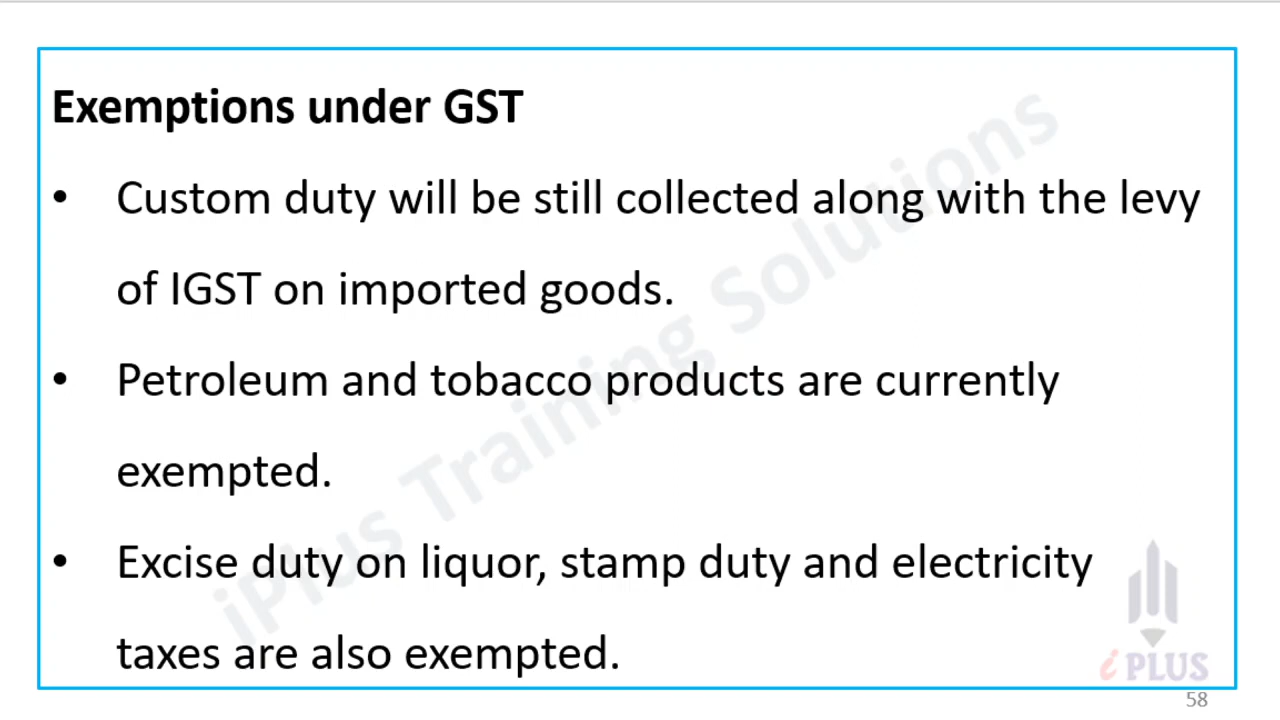 Exemptions under GST
• Custom duty will be still collected along with the levy
of IGST on imported goods.
• Petroleum and tobacco products are currently
exempted.
• Excise duty on liquor, stamp duty and electricity
taxes are also exempted.
iPlus Training Solutions
i PLUS
58